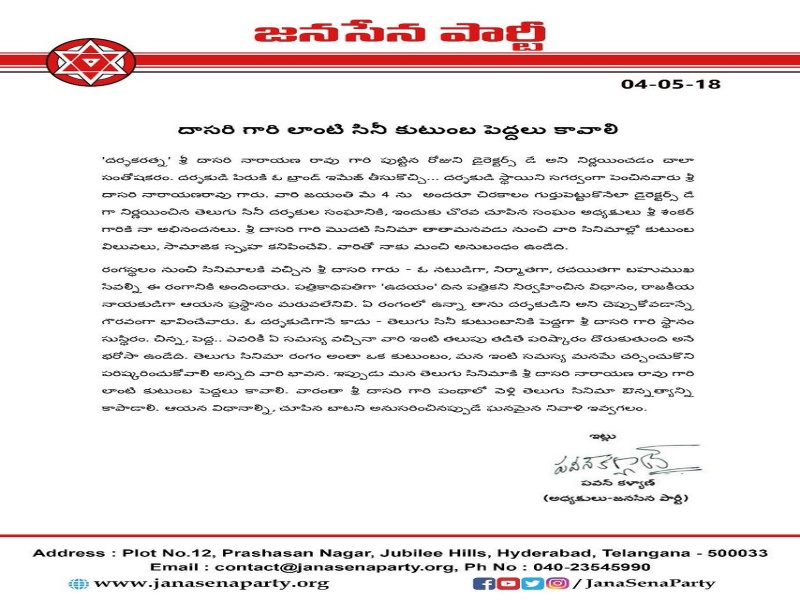 జనసేన పార్టీ
04-05-18
దాసరి గారి లాంటి సినీ కుటుంబ పెద్దలు కావాలి
'దర్శకరత్న' శ్రీ దాసరి నారాయణ రావు గారి పుట్టిన రోజుని డైరెక్టర్స్ డే అని నిర్ణయించడం చాలా
సంతోషకరం. దర్శకుడి పేరుకి ఓ బ్రాండ్ ఇమేజ్ తీసుకొచ్చి... దర్శకుడి స్థాయిని సగర్వంగా పెంచినవారు శ్రీ
దాసరి నారాయణరావు గారు. వారి జయంతి మే 4 ను అందరూ చిరకాలం గుర్తుపెట్టుకొనేలా డైరెక్టర్స్ డే
గా నిర్ణయించిన తెలుగు సినీ దర్శకుల సంఘానికి, ఇందుకు చొరవ చూపిన సంఘం అధ్యక్షులు శ్రీ శంకర్
గారికి నా అభినందనలు. శ్రీ దాసరి గారి మొదటి సినిమా తాతామనవడు నుంచి వారి సినిమాల్లో కుటుంబ
విలువలు, సామాజిక స్పృహ కనిపించేవి. వారితో నాకు మంచి అనుబంధం ఉండేది.
రంగస్థలం నుంచి సినిమాలకి వచ్చిన శ్రీ దాసరి గారు - ఓ నటుడిగా, నిర్మాతగా, రచయితగా బహుముఖ
సేవల్ని ఈ రంగానికి అందించారు. పత్రికాధిపతిగా 'ఉదయం' దిన పత్రికని నిర్వహించిన విధానం, రాజకీయ
నాయకుడిగా ఆయన ప్రస్థానం మరువలేనివి. ఏ రంగంలో ఉన్నా తాను దర్శకుడిని అని చెప్పుకోవడాన్నే
గౌరవంగా భావించేవారు. ఓ దర్శకుడిగానే కాదు - తెలుగు సినీ కుటుంబానికి పెద్దగా శ్రీ దాసరి గారి స్థానం
సుస్థిరం. చిన్న, పెద్ద.. ఎవరికి ఏ సమస్య వచ్చినా వారి ఇంటి తలుపు తడితే పరిష్కారం దొరుకుతుంది అనే
భరోసా ఉండేది. తెలుగు సినిమా రంగం అంతా ఒక కుటుంబం, మన ఇంట సమస్య మనమే చర్చించుకొని
పరిష్కరించుకోవాలి అన్నది వారి భావన. ఇప్పుడు మన తెలుగు సినిమాకి శ్రీ దాసరి నారాయణ రావు గారి
లాంటి కుటుంబ పెద్దలు కావాలి. వారంతా శ్రీ దాసరి గారి పంథాలో వెళ్లి తెలుగు సినిమా ఔన్నత్యాన్ని
కాపాడాలి. ఆయన విధానాల్ని, చూపిన బాటని అనుసరించినప్పుడే ఘనమైన నివాళి ఇవ్వగలం.
ఇట్లు
పవన్ కళ్యాణ్
పవన్ కళ్యాణ్
(అధ్యక్షులు-జనసేన పార్టీ)
Address : Plot No.12, Prashasan Nagar, Jubilee Hills, Hyderabad, Telangana - 500033
Email : contact@janasenaparty.org, Ph No : 040-23545990
www.janasenaparty.org
/JanaSenaParty